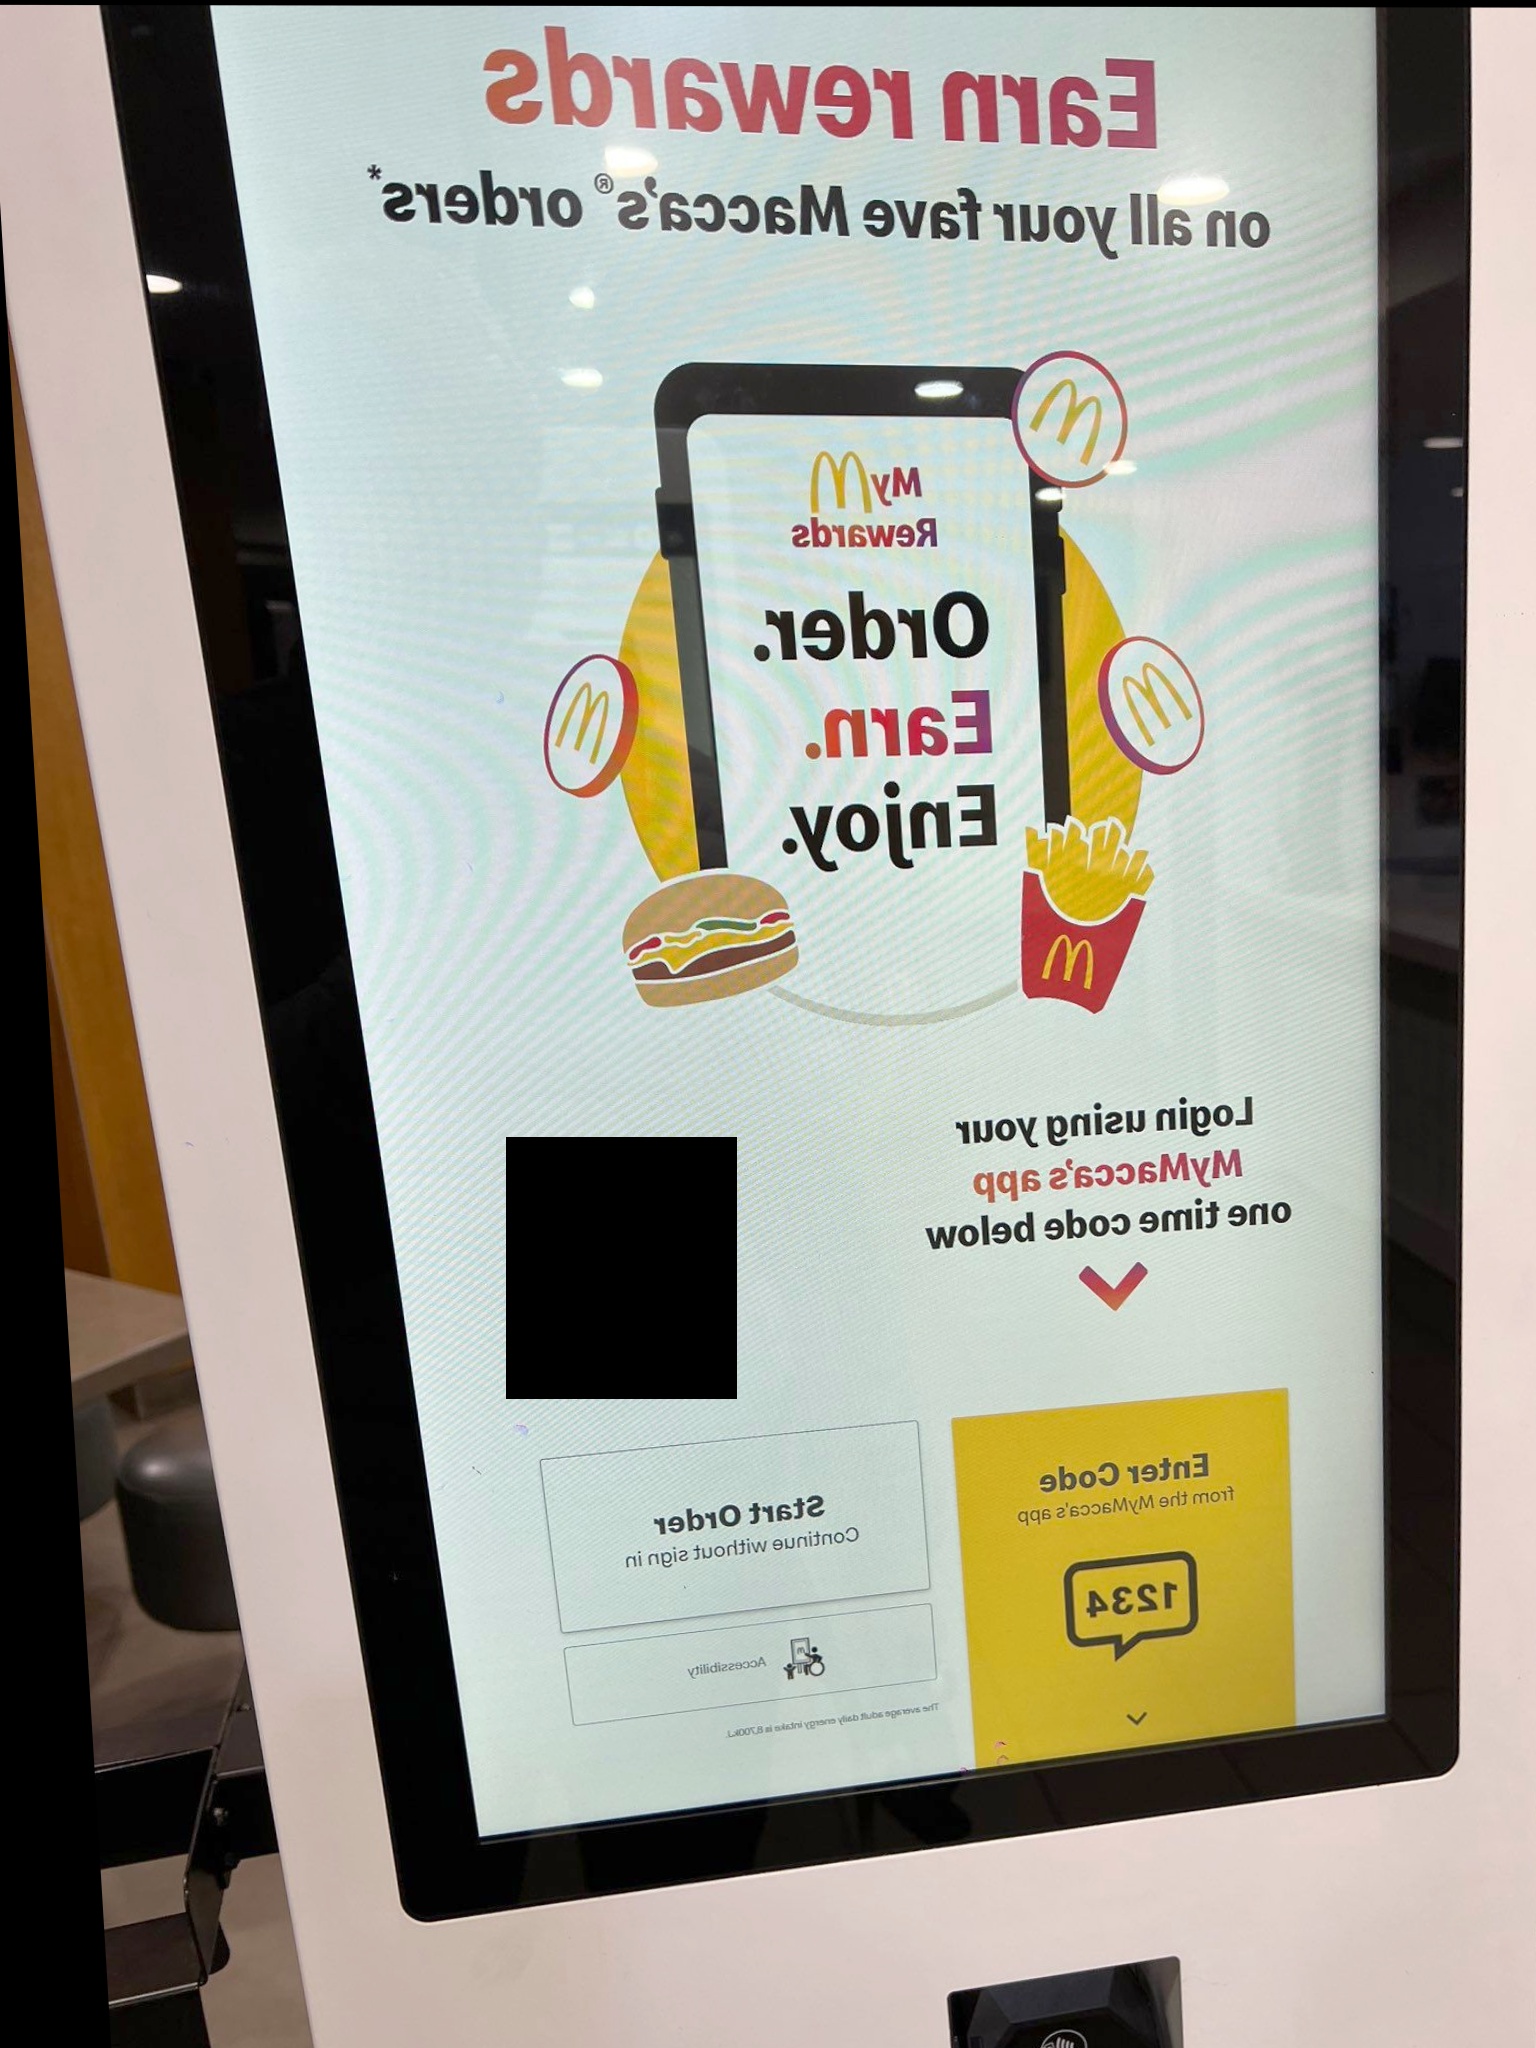 Earn rewards
on all your fave Macca's® orders*
My
Rewards
Order.
Earn.
Enjoy.
Login using your
MyMacca's app
one time code below
Enter Code
from the MyMacca's app
1234
Start Order
Continue without sign in
Accessibility
The average adult daily energy intake is 8,700kJ.